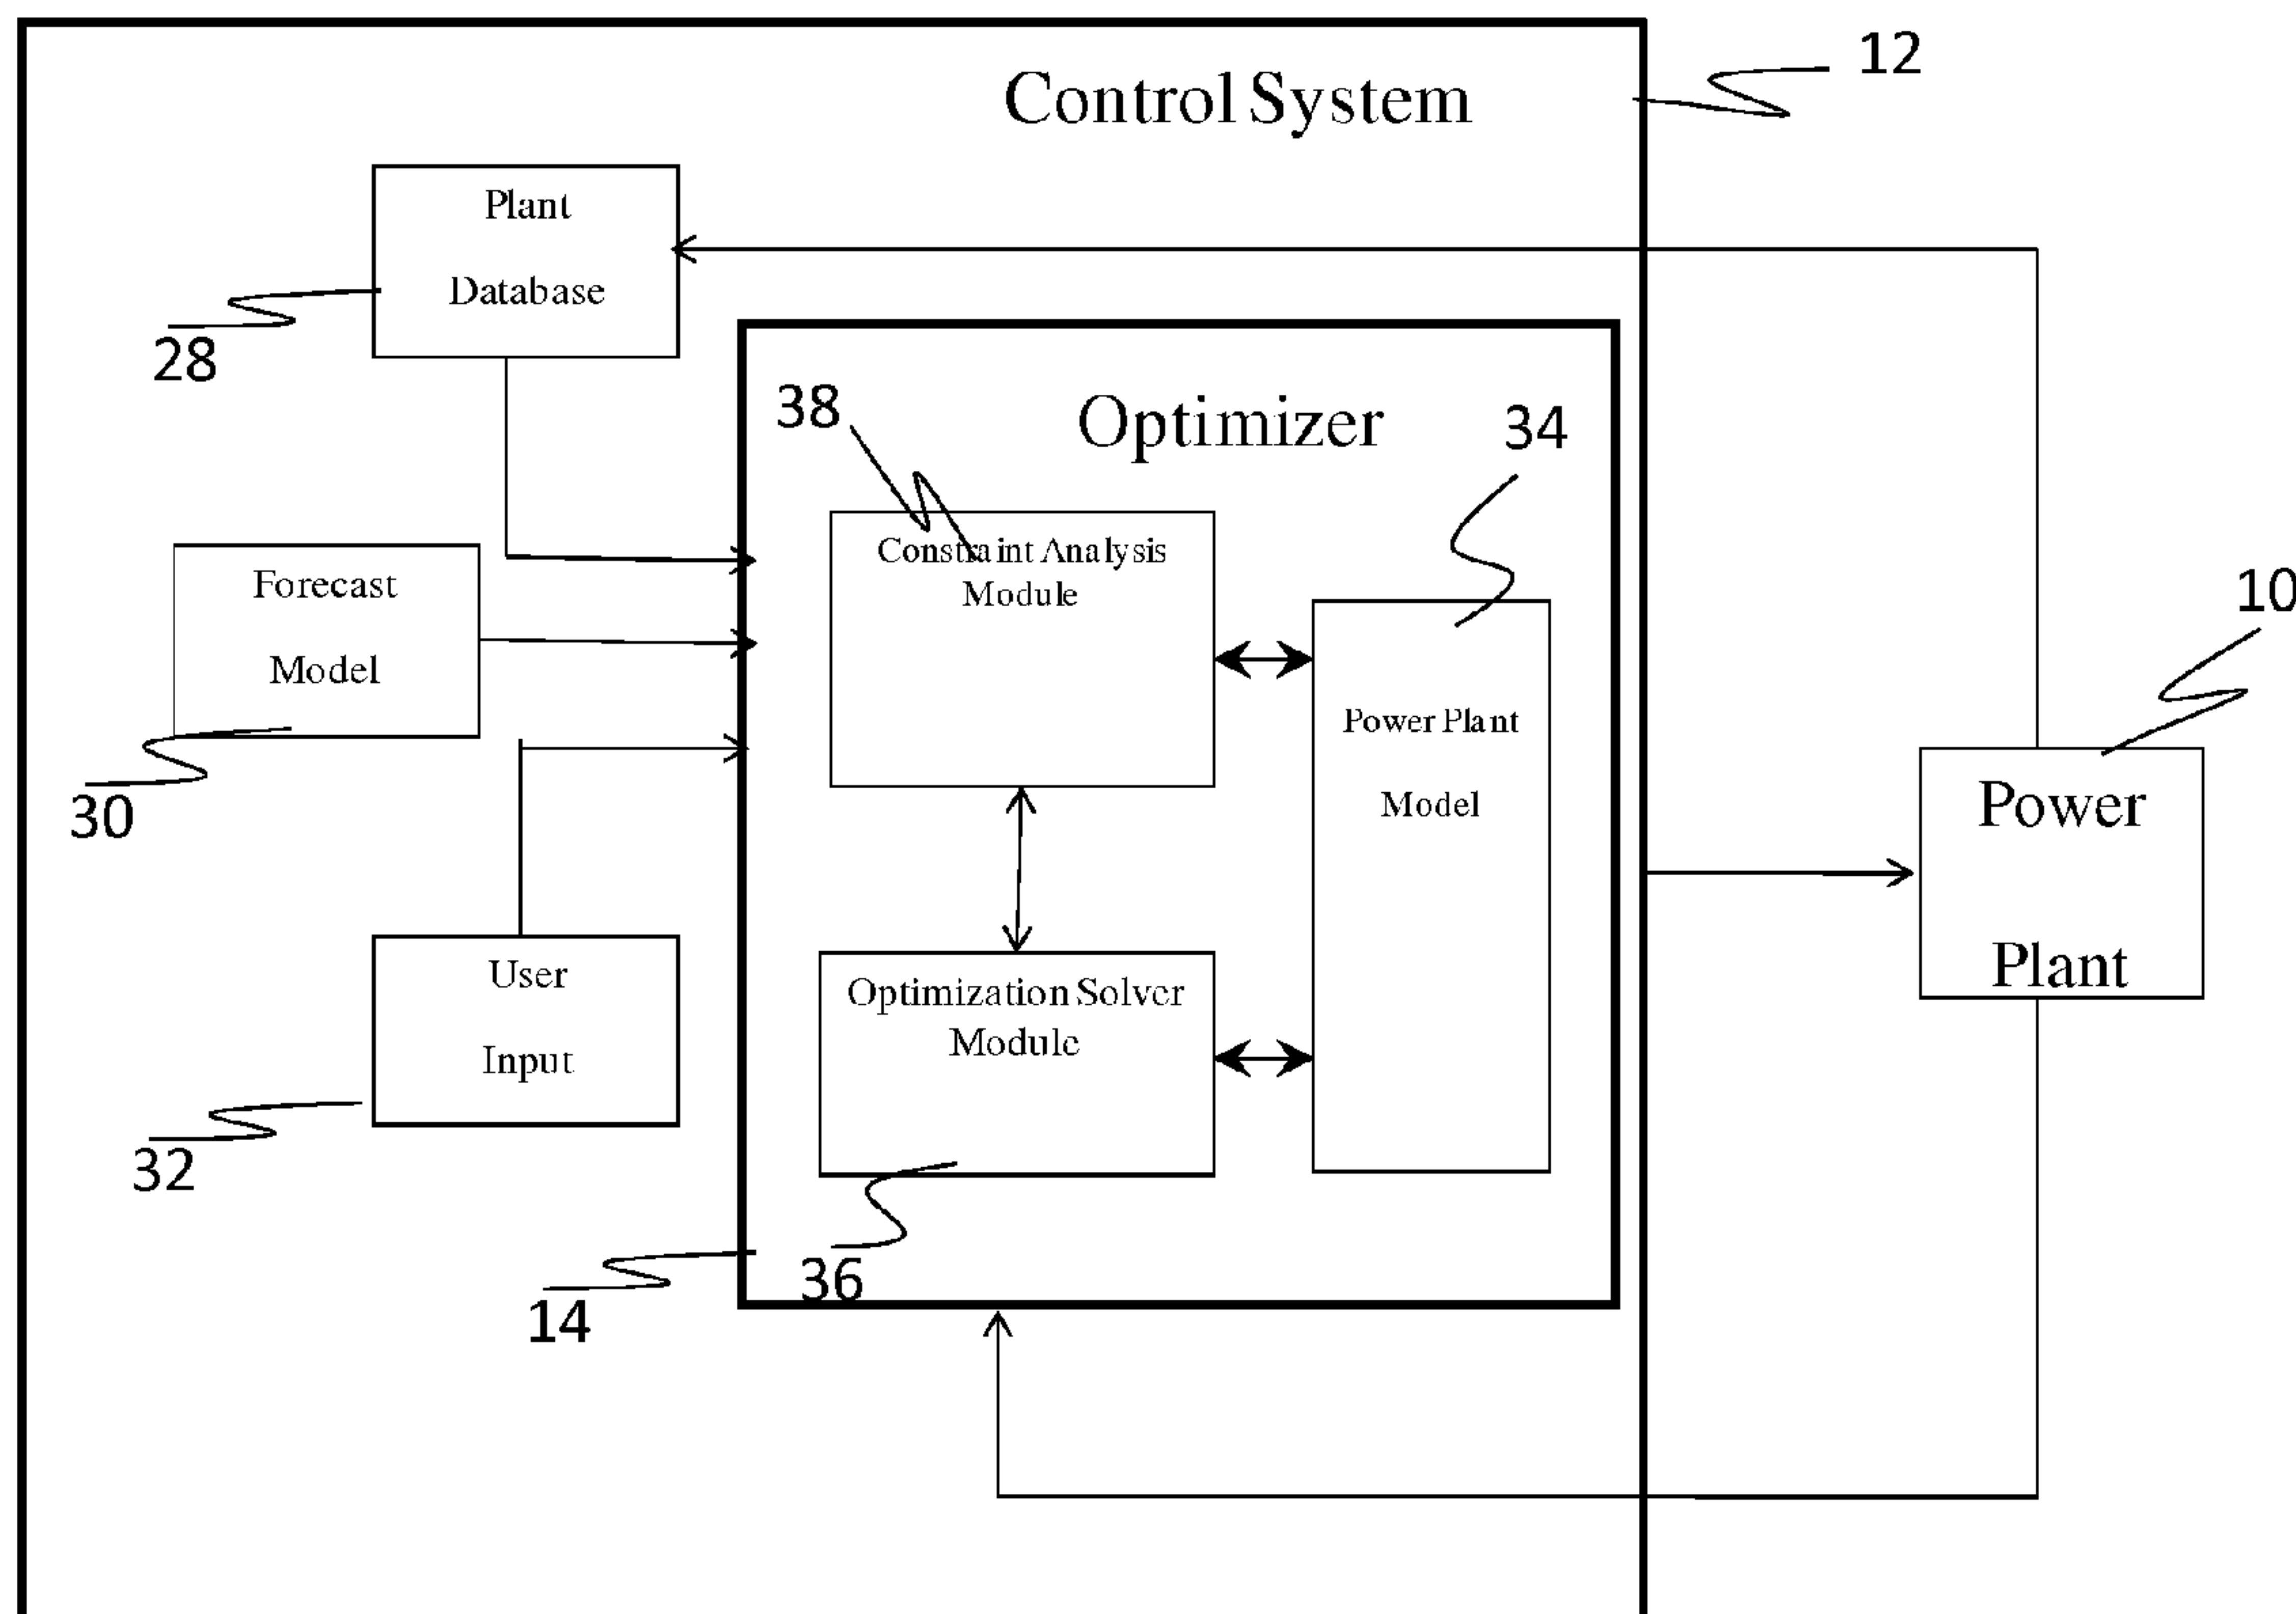 12
Control System
Plant
Database
28
38
Optimizer
34
Constraint Analysis
Module
Forecast
Model
30
10
Power Plant
Model
Power
Plant
User
Input
32
Optimization Solver
Module
36
14